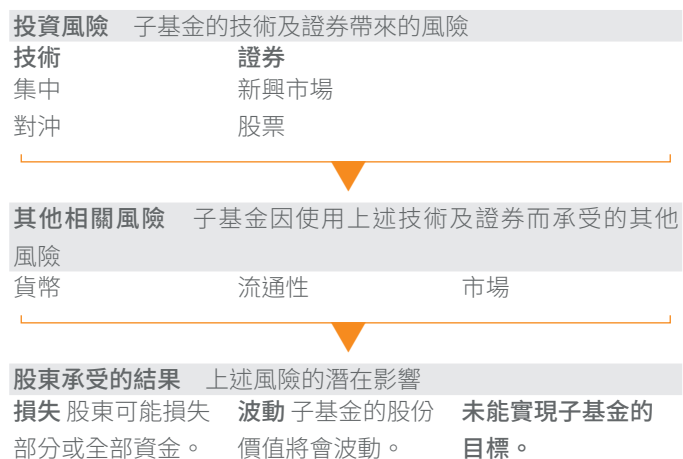 投資風險 子基金的技術及證券帶來的風險
技術 證券
集中 新興市場
對沖 股票
其他相關風險 子基金因使用上述技術及證券而承受的其他
風險
貨幣 流通性 市場
股東承受的結果 上述風險的潛在影響
損失 股東可能損失 波動 子基金的股份 未能實現子基金的
部分或全部資金。 價值將會波動。 目標。